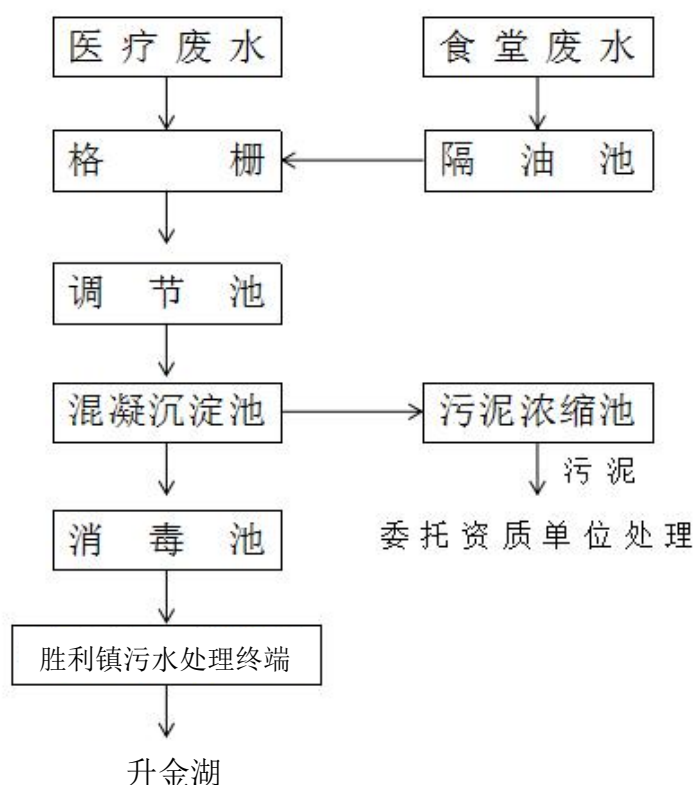 医疗废水
食堂废水
格栅
隔油池
调节池
混凝沉淀池
污泥浓缩池
污泥
消毒池
委托资质单位处理
胜利镇污水处理终端
升金湖